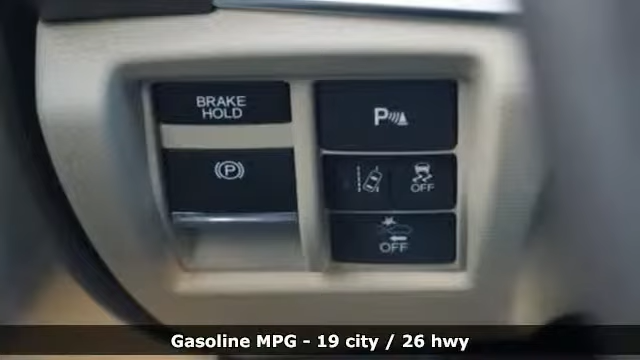 BRAKE
HOLD
P
(P)
OFF
OFF
Gasoline MPG - 19 city / 26 hwy